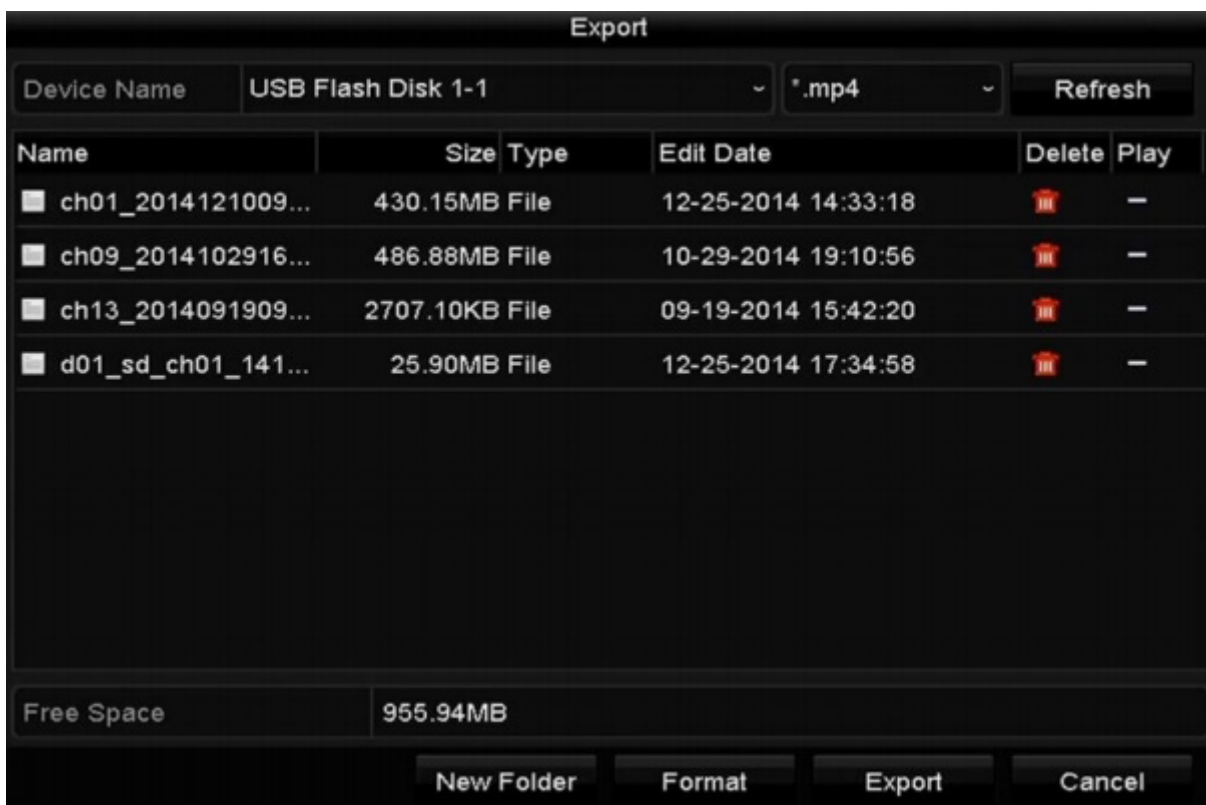 Export
Device Name USB Flash Disk 1-1 *.mp4 Refresh
Name Size Type Edit Date Delete Play
ch01_2014121009... 430.15MB File 12-25-2014 14:33:18
ch09_2014102916... 486.88MB File 10-29-2014 19:10:56
ch13_2014091909... 2707.10KB File 09-19-2014 15:42:20
d01_sd_ch01_141... 25.90MB File 12-25-2014 17:34:58
Free Space 955.94MB
New Folder Format Export Cancel